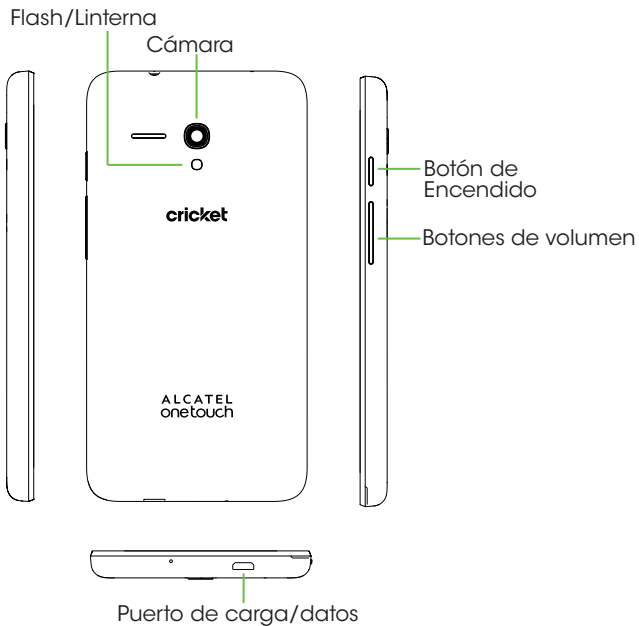 Flash/Linterna
Cámara
Botón de
Encendido
Botones de volumen
cricket
ALCATEL
onetouch
Puerto de carga/datos